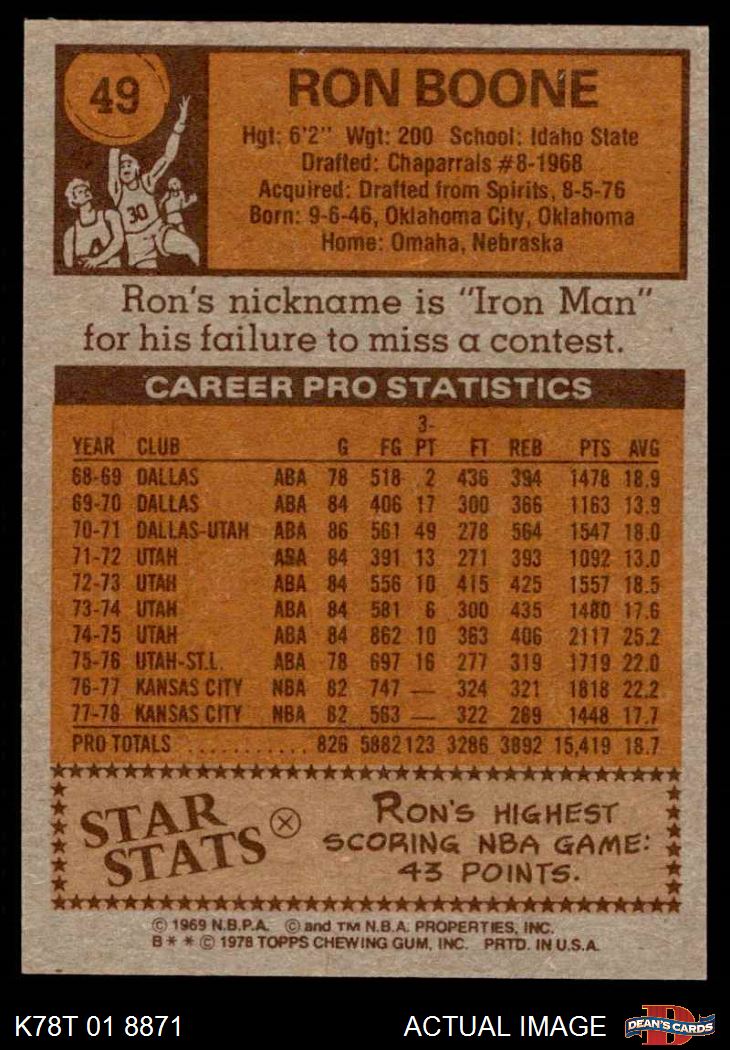 49
30
RON BOONE
Hgt: 6'2" Wgt: 200 School: Idaho State
Drafted: Chaparrals #8-1968
Acquired: Drafted from Spirits, 8-5-76
Born: 9-6-46, Oklahoma City, Oklahoma
Home: Omaha, Nebraska
Ron's nickname is "Iron Man"
for his failure to miss a contest.
CAREER PRO STATISTICS
YEAR CLUB G FG 3-PT FT REB PTS AVG
68-69 DALLAS ABA 78 518 2 436 394 1478 18.9
69-70 DALLAS ABA 84 406 17 300 366 1163 13.9
70-71 DALLAS-UTAH ABA 86 561 49 278 564 1547 18.0
71-72 UTAH ABA 84 391 13 271 393 1092 13.0
72-73 UTAH ABA 84 556 10 415 425 1557 18.5
73-74 UTAH ABA 84 581 6 300 435 1480 17.6
74-75 UTAH ABA 84 862 10 363 406 2117 25.2
75-76 UTAH-ST.L. ABA 78 697 16 277 319 1719 22.0
76-77 KANSAS CITY NBA 82 747 — 324 321 1818 22.2
77-78 KANSAS CITY NBA 82 563 — 322 269 1448 17.7
PRO TOTALS ........... 826 5882 123 3286 3892 15,419 18.7
STAR
STATS
RON'S HIGHEST
SCORING NBA GAME:
43 POINTS.
© 1969 N.B.P.A. © and TM N.B.A. PROPERTIES, INC.
B * * © 1978 TOPPS CHEWING GUM, INC. PRTD. IN U.S.A.
K78T 01 8871 ACTUAL IMAGE
D
DEAN'S CARDS